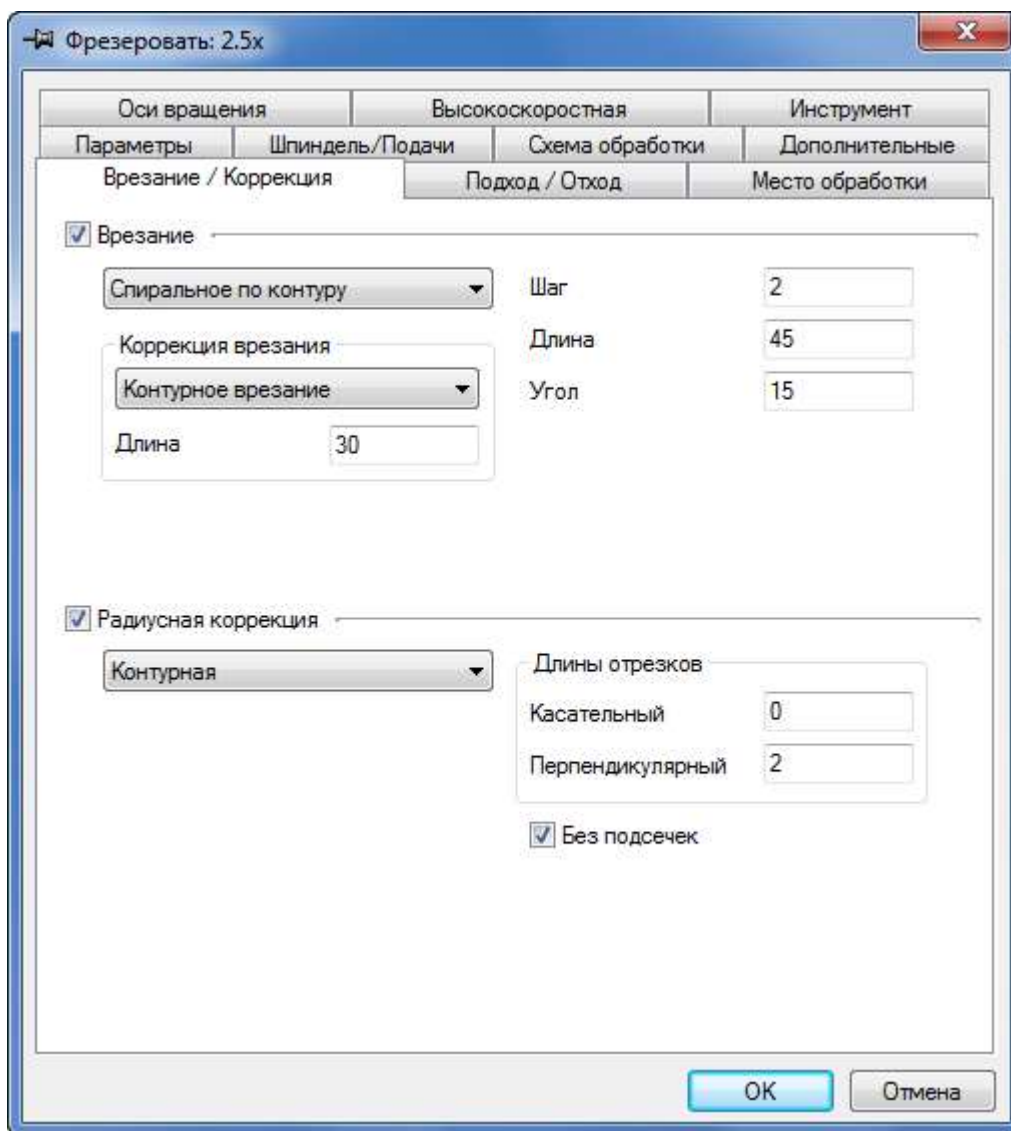 Фрезеровать: 2.5x
Оси вращения Высокоскоростная Инструмент
Параметры Шпиндель/Подачи Схема обработки Дополнительные
Врезание / Коррекция Подход / Отход Место обработки
Врезание
Спиральное по контуру Шаг 2
Коррекция врезания Длина 45
Контурное врезание Угол 15
Длина 30
Радиусная коррекция
Контурная Длины отрезков
Касательный 0
Перпендикулярный 2
Без подсечек
OK Отмена